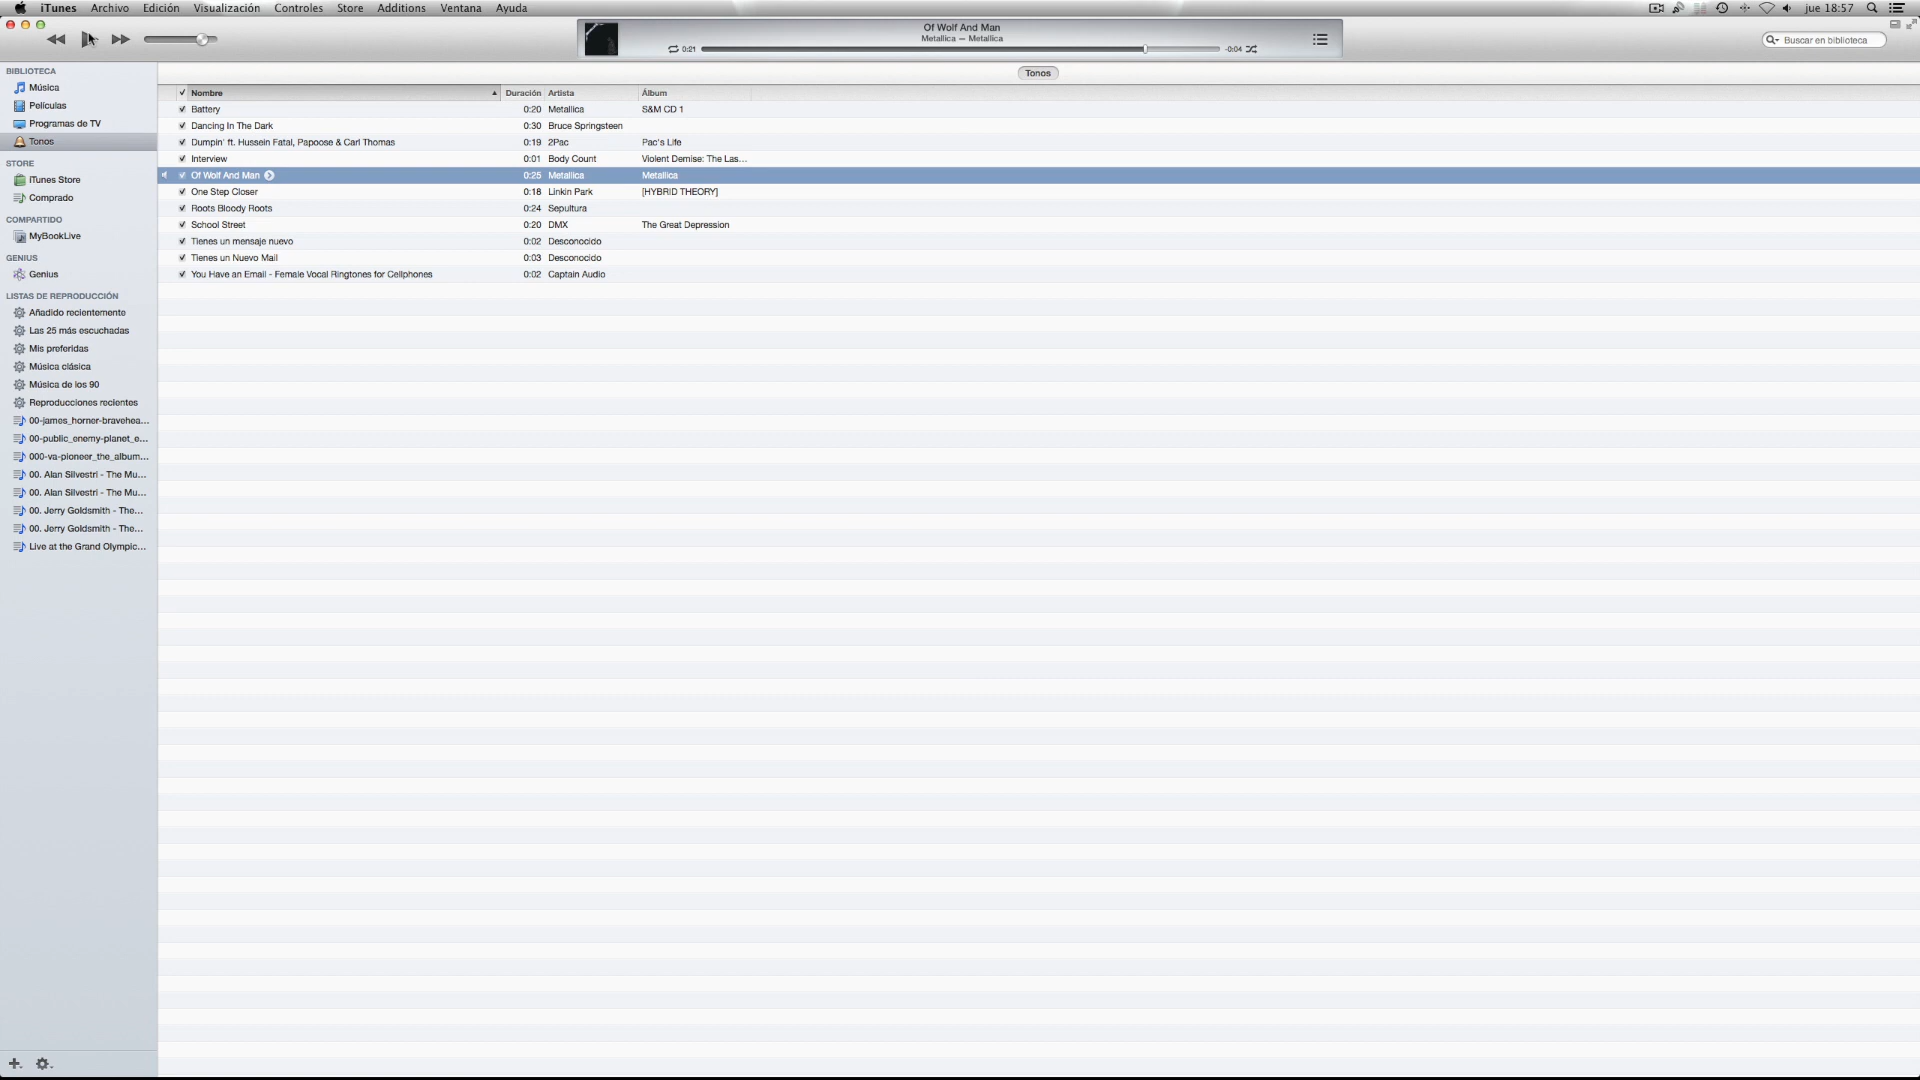 iTunes Archivo Edición Visualización Controles Store Additions Ventana Ayuda jue 18:57
Of Wolf And Man
Metallica — Metallica
0:21 -0:04
Buscar en biblioteca
Tonos
BIBLIOTECA
Música
Películas
Programas de TV
Tonos
STORE
iTunes Store
Comprado
COMPARTIDO
MyBookLive
GENIUS
Genius
LISTAS DE REPRODUCCIÓN
Añadido recientemente
Las 25 más escuchadas
Mis preferidas
Música clásica
Música de los 90
Reproducciones recientes
00-james_horner-bravehea...
00-public_enemy-planet_e...
000-va-pioneer_the_album...
00. Alan Silvestri - The Mu...
00. Alan Silvestri - The Mu...
00. Jerry Goldsmith - The...
00. Jerry Goldsmith - The...
Live at the Grand Olympic...
Nombre Duración Artista Álbum
Battery 0:20 Metallica S&M CD 1
Dancing In The Dark 0:30 Bruce Springsteen
Dumpin' ft. Hussein Fatal, Papoose & Carl Thomas 0:19 2Pac Pac's Life
Interview 0:01 Body Count Violent Demise: The Las...
Of Wolf And Man 0:25 Metallica Metallica
One Step Closer 0:18 Linkin Park [HYBRID THEORY]
Roots Bloody Roots 0:24 Sepultura
School Street 0:20 DMX The Great Depression
Tienes un mensaje nuevo 0:02 Desconocido
Tienes un Nuevo Mail 0:03 Desconocido
You Have an Email - Female Vocal Ringtones for Cellphones 0:02 Captain Audio